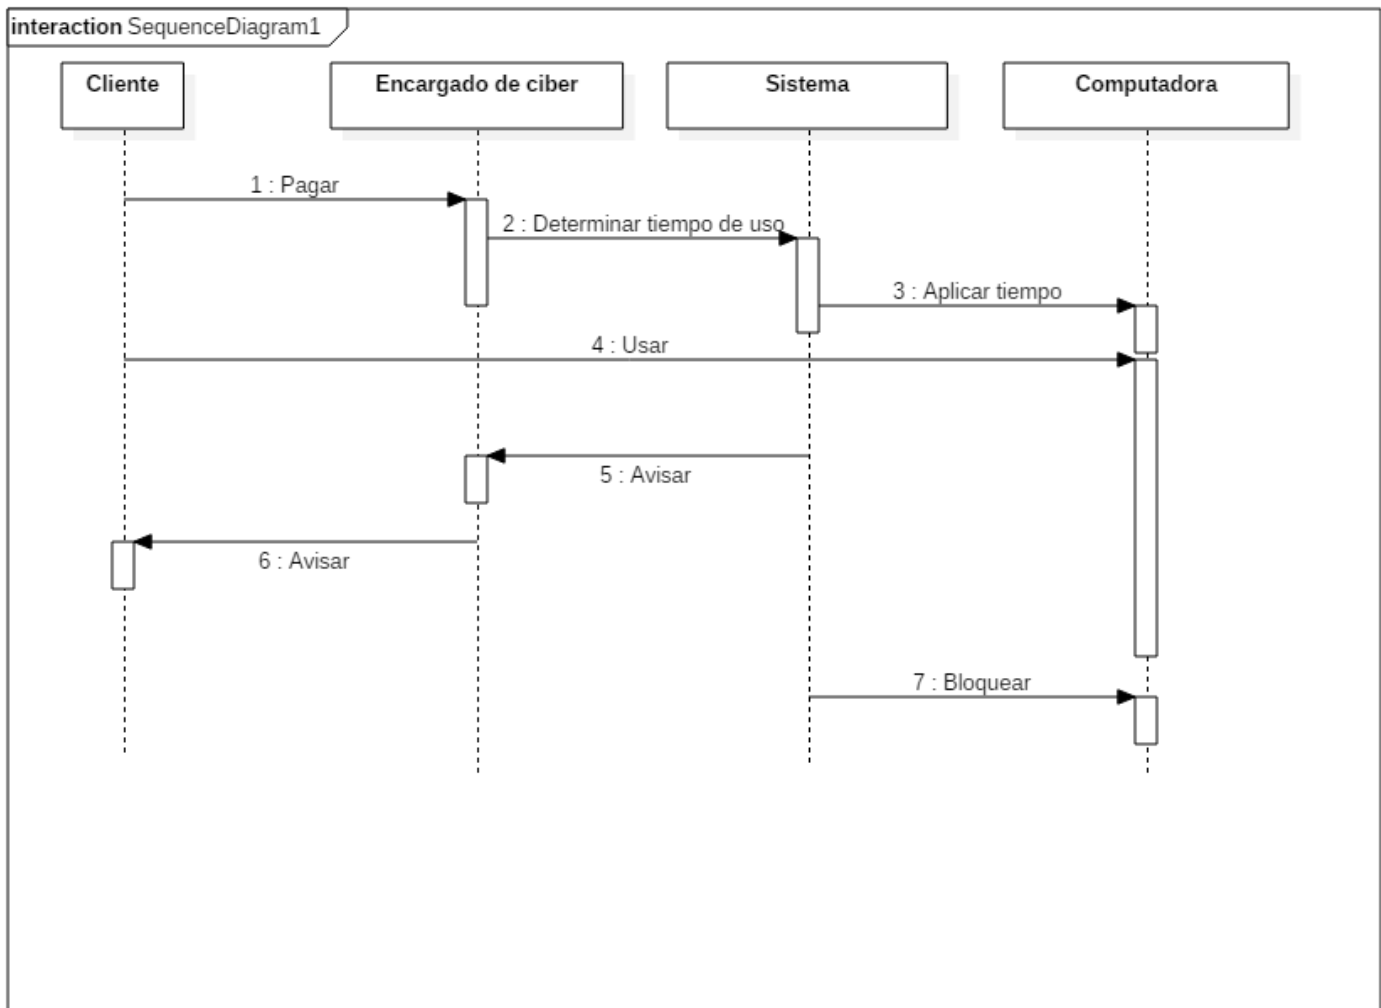 interaction SequenceDiagram1
Cliente
Encargado de ciber
Sistema
Computadora
1 : Pagar
2 : Determinar tiempo de uso
3 : Aplicar tiempo
4 : Usar
5 : Avisar
6 : Avisar
7 : Bloquear